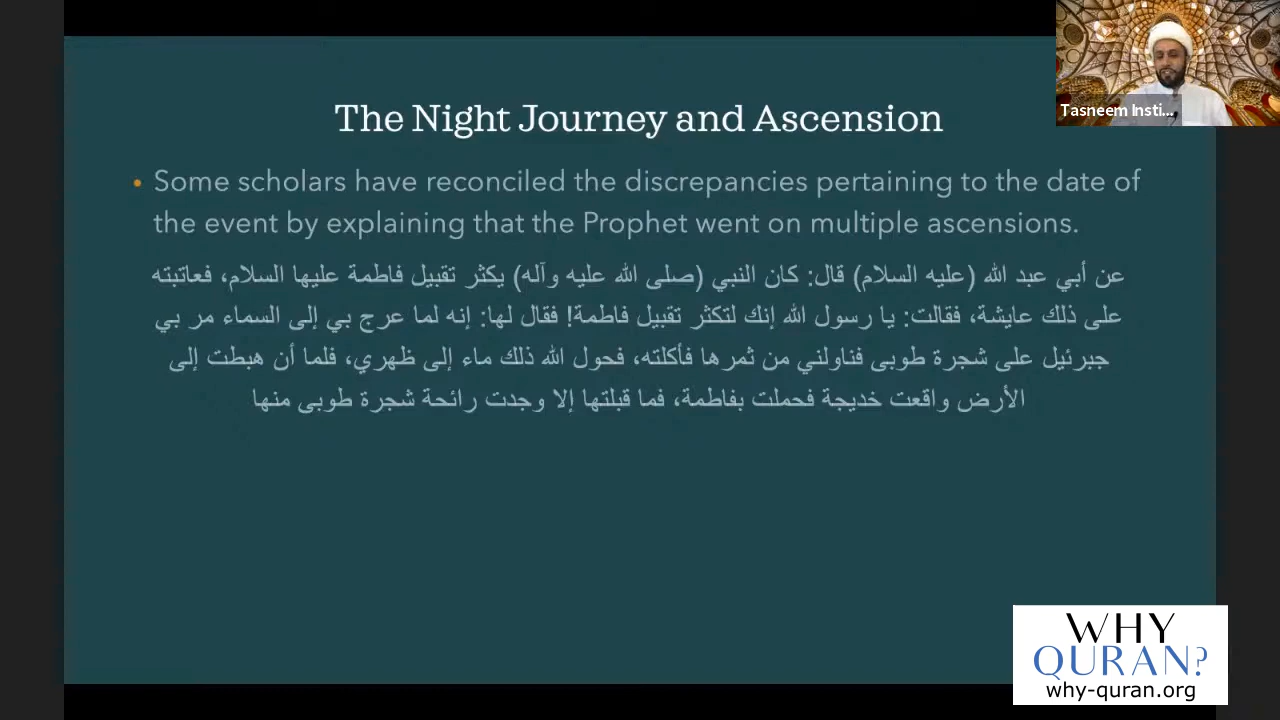 Tasneem Insti...
The Night Journey and Ascension
• Some scholars have reconciled the discrepancies pertaining to the date of
the event by explaining that the Prophet went on multiple ascensions.
عن أبي عبد الله (عليه السلام) قال: كان النبي (صلى الله عليه وآله) يكثر تقبيل فاطمة عليها السلام، فعاتبته
على ذلك عايشة، فقالت: يا رسول الله إنك لتكثر تقبيل فاطمة! فقال لها: إنه لما عرج بي إلى السماء مر بي
جبرئيل على شجرة طوبى فناولني من ثمرها فأكلته، فحول الله ذلك ماء إلى ظهري، فلما أن هبطت إلى
الأرض واقعت خديجة فحملت بفاطمة، فما قبلتها إلا وجدت رائحة شجرة طوبى منها
WHY
QURAN?
why-quran.org